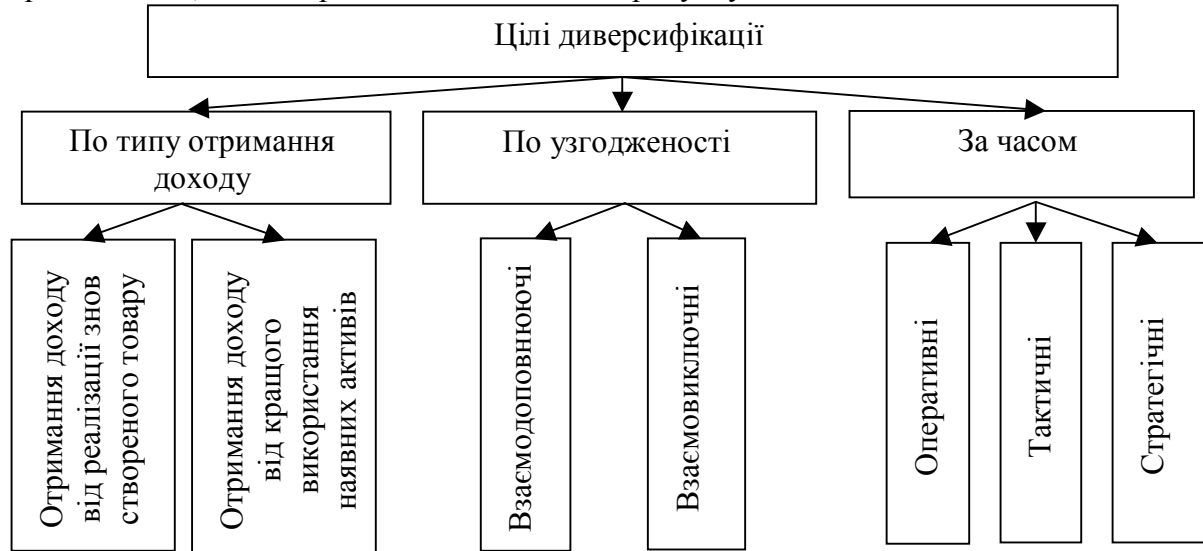 Цілі диверсифікації
По типу отримання
доходу
По узгодженості
За часом
Отримання доходу
від реалізації знов
створеного товару
Отримання доходу
від кращого
використання
наявних активів
Взаємодоповнюючі
Взаємовиключні
Оперативні
Тактичні
Стратегічні